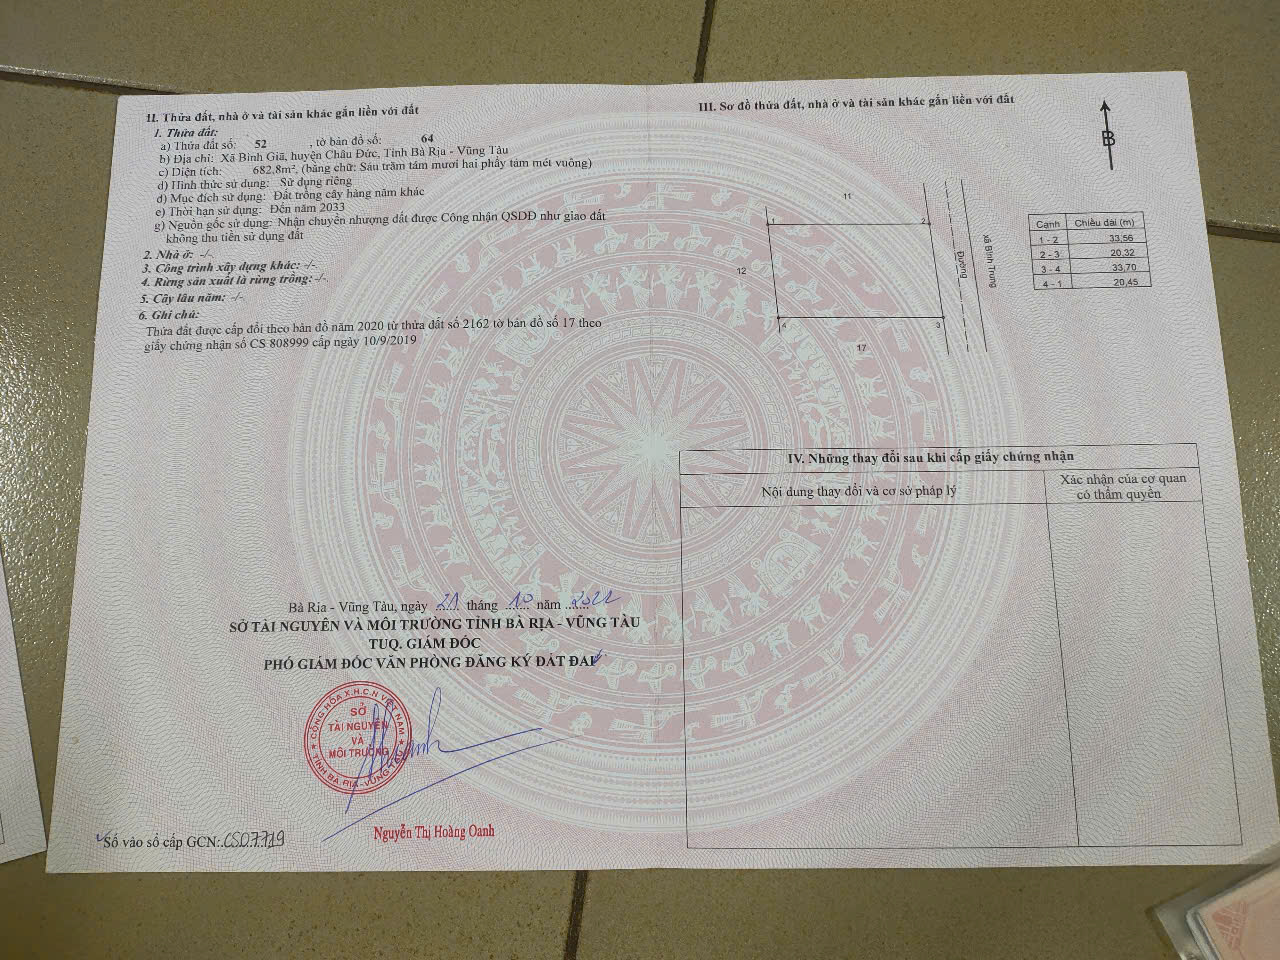 II. Thửa đất, nhà ở và tài sản khác gắn liền với đất
1. Thửa đất:
a) Thửa đất số: 52 , tờ bản đồ số: 64
b) Địa chỉ: Xã Bình Giã, huyện Châu Đức, Tỉnh Bà Rịa - Vũng Tàu
c) Diện tích: 682,8m², (bằng chữ: Sáu trăm tám mươi hai phẩy tám mét vuông)
d) Hình thức sử dụng: Sử dụng riêng
đ) Mục đích sử dụng: Đất trồng cây hàng năm khác
e) Thời hạn sử dụng: Đến năm 2033
g) Nguồn gốc sử dụng: Nhận chuyển nhượng đất được Công nhận QSDĐ như giao đất
không thu tiền sử dụng đất
2. Nhà ở: -/-
3. Công trình xây dựng khác: -/-
4. Rừng sản xuất là rừng trồng: -/-.
5. Cây lâu năm: -/-
6. Ghi chú:
Thửa đất được cấp đổi theo bản đồ năm 2020 từ thửa đất số 2162 tờ bản đồ số 17 theo
giấy chứng nhận số CS 808999 cấp ngày 10/9/2019
Bà Rịa - Vũng Tàu, ngày 21 tháng 10 năm 2022
SỞ TÀI NGUYÊN VÀ MÔI TRƯỜNG TỈNH BÀ RỊA - VŨNG TÀU
TUQ. GIÁM ĐỐC
PHÓ GIÁM ĐỐC VĂN PHÒNG ĐĂNG KÝ ĐẤT ĐAI
CỘNG HÒA X.H.C.N VIỆT NAM
SỞ
TÀI NGUYÊN
VÀ
MÔI TRƯỜNG
TỈNH BÀ RỊA - VŨNG TÀU
Nguyễn Thị Hoàng Oanh
Số vào sổ cấp GCN: CS07719
III. Sơ đồ thửa đất, nhà ở và tài sản khác gắn liền với đất
B
11
1
2
12
Đường
xã Bình Trung
4
3
17
Cạnh Chiều dài (m)
1 - 2 33,56
2 - 3 20,32
3 - 4 33,70
4 - 1 20,45
IV. Những thay đổi sau khi cấp giấy chứng nhận
Nội dung thay đổi và cơ sở pháp lý
Xác nhận của cơ quan
có thẩm quyền